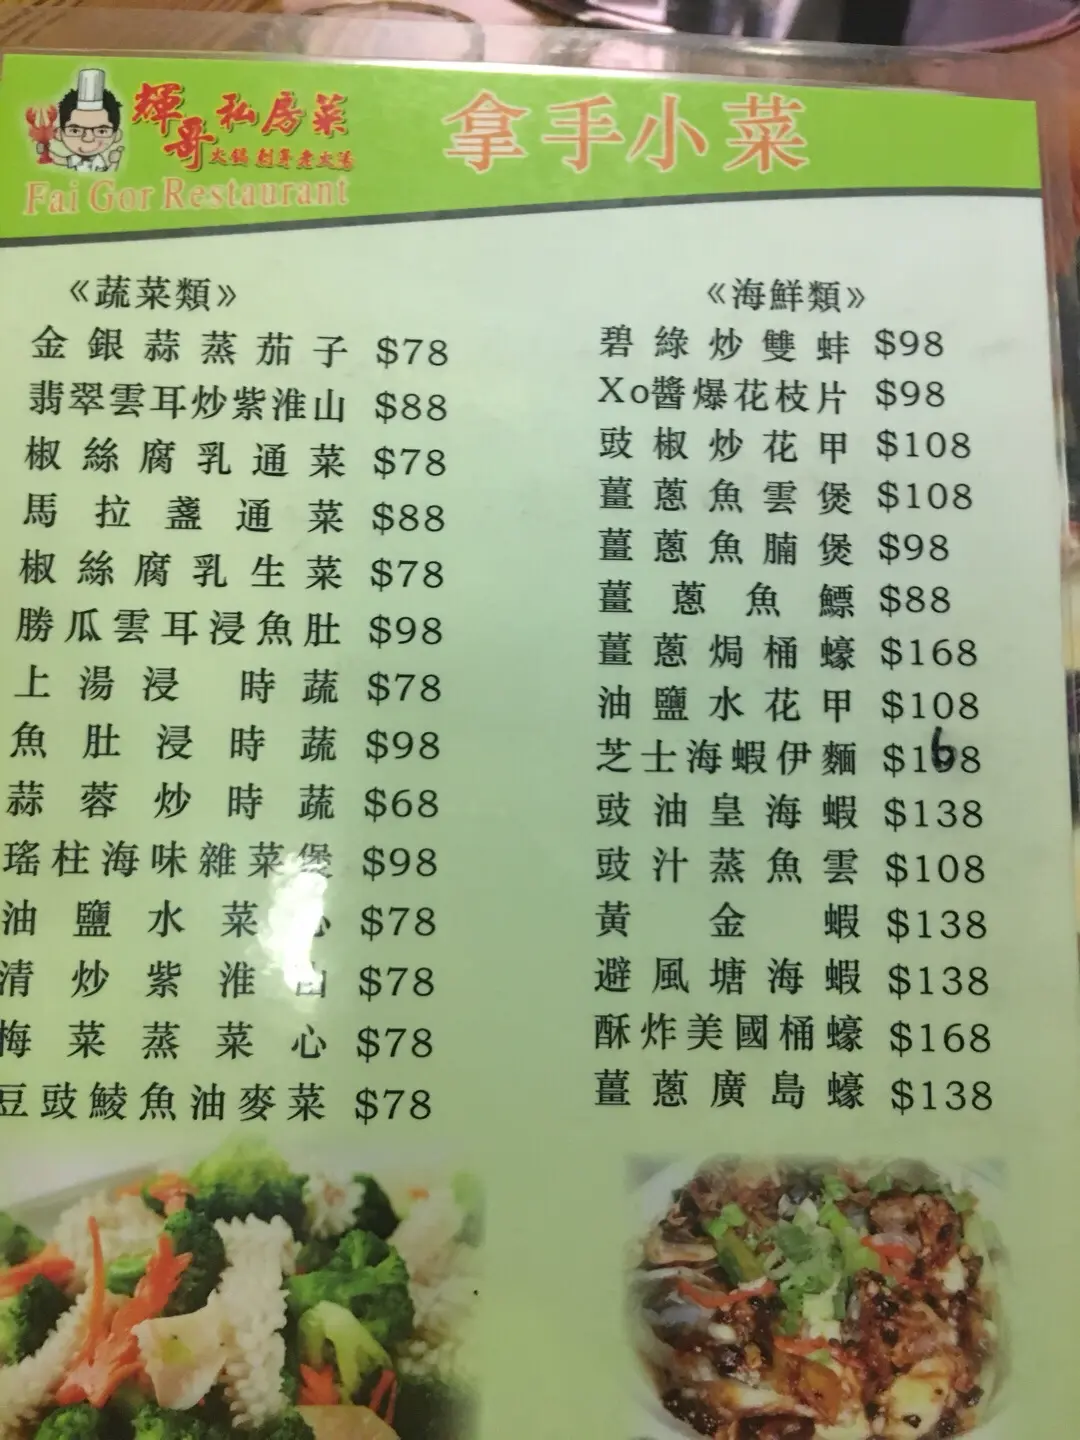 輝哥私房菜
火鍋刺身老火湯
Fai Gor Restaurant
拿手小菜
《蔬菜類》
金銀蒜蒸茄子 $78
翡翠雲耳炒紫淮山 $88
椒絲腐乳通菜 $78
馬拉盞通菜 $88
椒絲腐乳生菜 $78
勝瓜雲耳浸魚肚 $98
上湯浸 時蔬 $78
魚肚浸時蔬 $98
蒜蓉炒時蔬 $68
瑤柱海味雜菜煲 $98
油鹽水菜心 $78
清炒紫淮山 $78
梅菜蒸菜心 $78
豆豉鯪魚油麥菜 $78
《海鮮類》
碧綠炒雙蚌 $98
Xo醬爆花枝片 $98
豉椒炒花甲 $108
薑蔥魚雲煲 $108
薑蔥魚腩煲 $98
薑蔥魚鰾 $88
薑蔥焗桶蠔 $168
油鹽水花甲 $108
芝士海蝦伊麵 $168
豉油皇海蝦 $138
豉汁蒸魚雲 $108
黃金蝦 $138
避風塘海蝦 $138
酥炸美國桶蠔 $168
薑蔥廣島蠔 $138